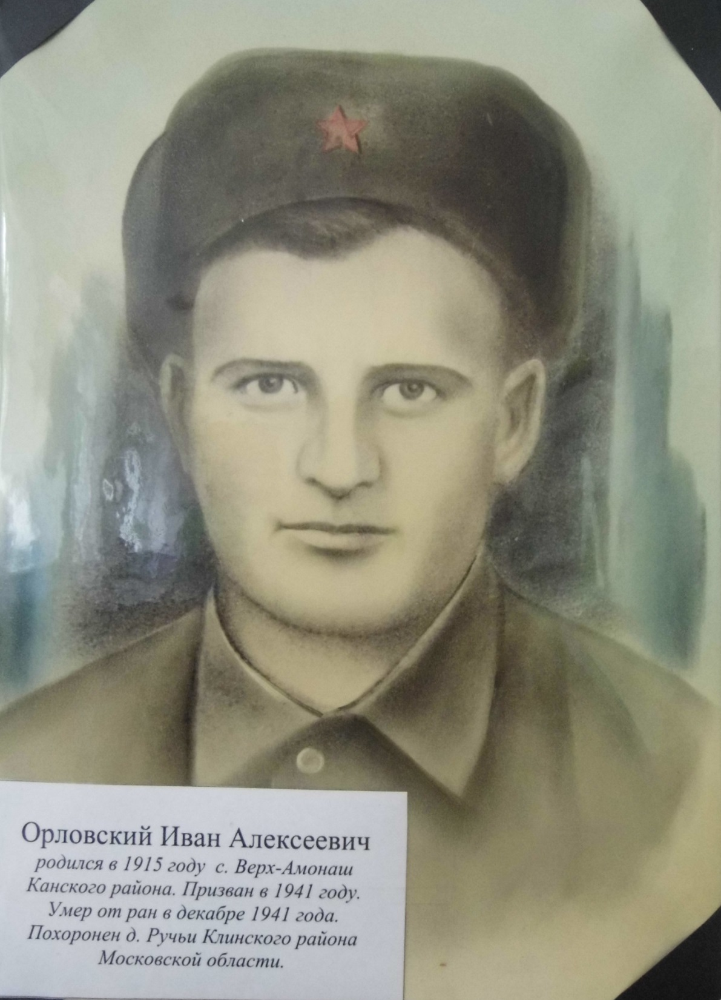 Орловский Иван Алексеевич
родился в 1915 году с. Верх-Амонаш
Канского района. Призван в 1941 году.
Умер от ран в декабре 1941 года.
Похоронен д. Ручьи Клинского района
Московской области.